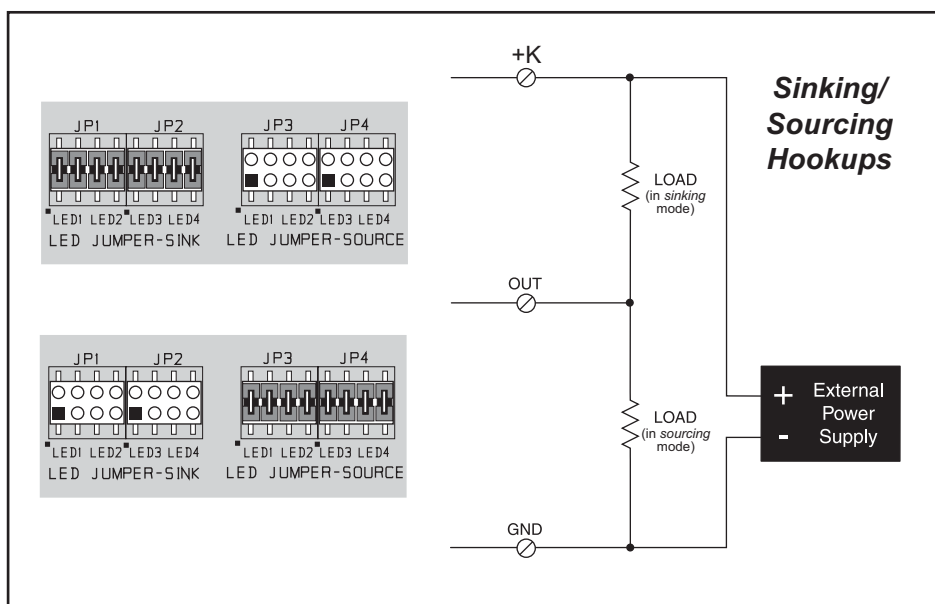 Sinking/
Sourcing
Hookups
JP1 JP2 JP3 JP4
LED1 LED2 LED3 LED4 LED1 LED2 LED3 LED4
LED JUMPER-SINK LED JUMPER-SOURCE
JP1 JP2 JP3 JP4
LED1 LED2 LED3 LED4 LED1 LED2 LED3 LED4
LED JUMPER-SINK LED JUMPER-SOURCE
+K
LOAD
(in sinking
mode)
OUT
LOAD
(in sourcing
mode)
GND
+ External
Power
- Supply